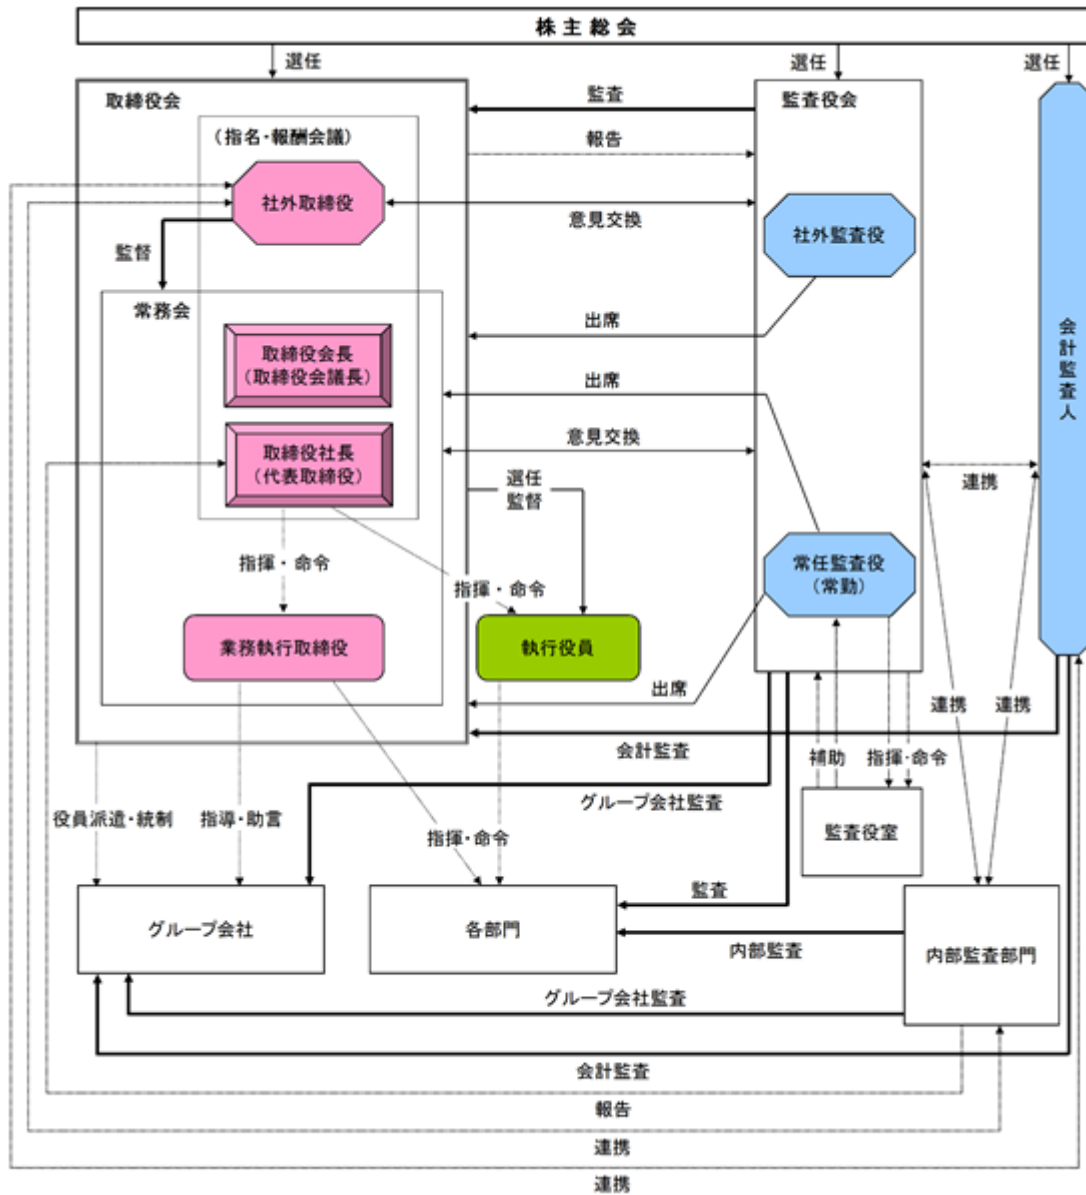 株主総会
選任
選任
選任
取締役会
監査
監査役会
(指名・報酬会議)
報告
社外取締役
意見交換
社外監査役
監督
常務会
出席
取締役会長
(取締役会議長)
出席
会計監査人
取締役社長
(代表取締役)
意見交換
選任
監督
連携
指揮・命令
指揮・命令
常任監査役
(常勤)
業務執行取締役
執行役員
出席
連携
連携
会計監査
補助
指揮・命令
グループ会社監査
役員派遣・統制
指導・助言
指揮・命令
監査役室
監査
グループ会社
各部門
内部監査
内部監査部門
グループ会社監査
会計監査
報告
連携
連携